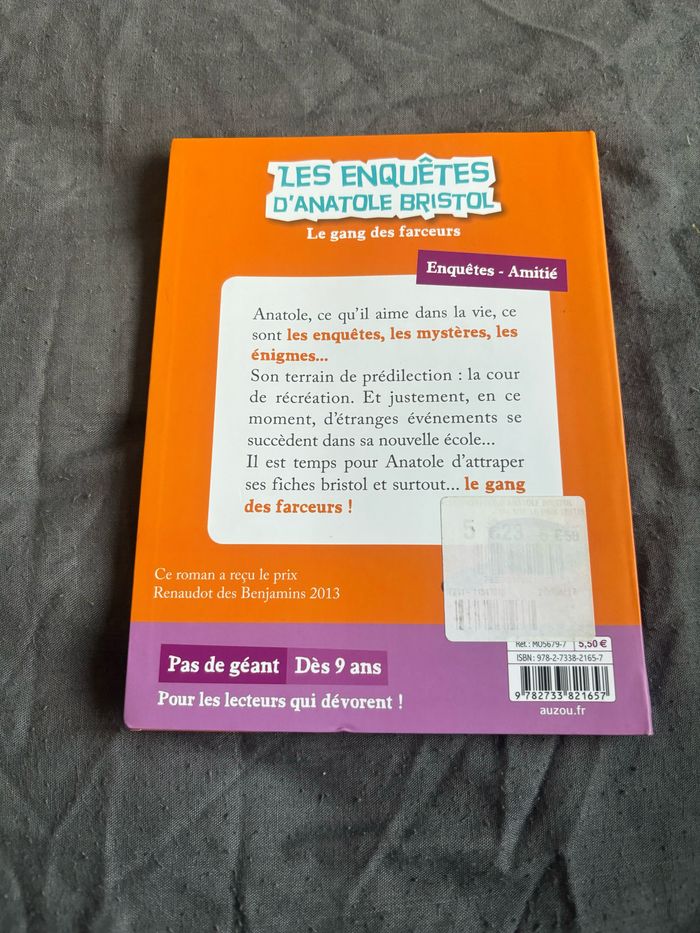 LES ENQUÊTES
D'ANATOLE BRISTOL
Le gang des farceurs
Enquêtes - Amitié
Anatole, ce qu'il aime dans la vie, ce
sont les enquêtes, les mystères, les
énigmes...
Son terrain de prédilection : la cour
de récréation. Et justement, en ce
moment, d'étranges événements se
succèdent dans sa nouvelle école...
Il est temps pour Anatole d'attraper
ses fiches bristol et surtout... le gang
des farceurs !
Ce roman a reçu le prix
Renaudot des Benjamins 2013
Réf. : MO5679-7 5,50 €
ISBN : 978-2-7338-2165-7
9 782733 821657
auzou.fr
Pas de géant Dès 9 ans
Pour les lecteurs qui dévorent !